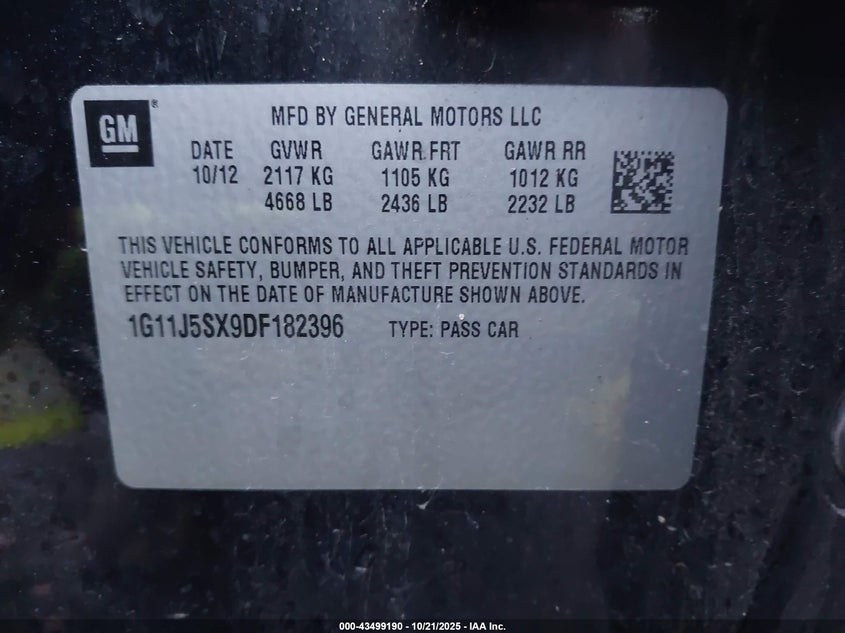 GM®
MFD BY GENERAL MOTORS LLC
DATE GVWR GAWR FRT GAWR RR
10/12 2117 KG 1105 KG 1012 KG
4668 LB 2436 LB 2232 LB
THIS VEHICLE CONFORMS TO ALL APPLICABLE U.S. FEDERAL MOTOR
VEHICLE SAFETY, BUMPER, AND THEFT PREVENTION STANDARDS IN
EFFECT ON THE DATE OF MANUFACTURE SHOWN ABOVE.
1G11J5SX9DF182396 TYPE: PASS CAR
000-43499190 - 10/21/2025 - IAA Inc.